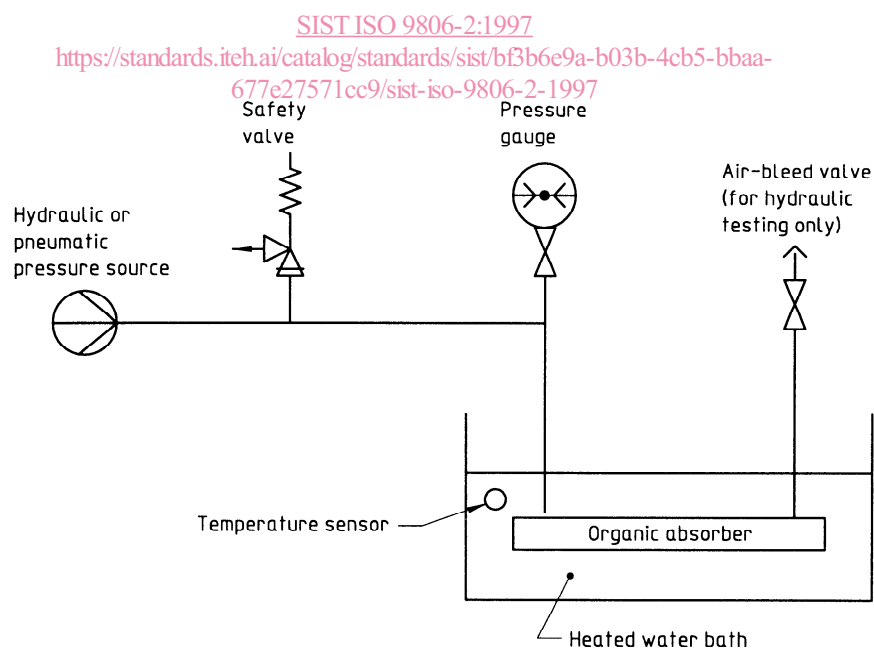 SIST ISO 9806-2:1997
https://standards.iteh.ai/catalog/standards/sist/bf3b6e9a-b03b-4cb5-bbaa-
677e27571cc9/sist-iso-9806-2-1997
Safety
valve
Pressure
gauge
Air-bleed valve
(for hydraulic
testing only)
Hydraulic or
pneumatic
pressure source
Temperature sensor
Organic absorber
Heated water bath